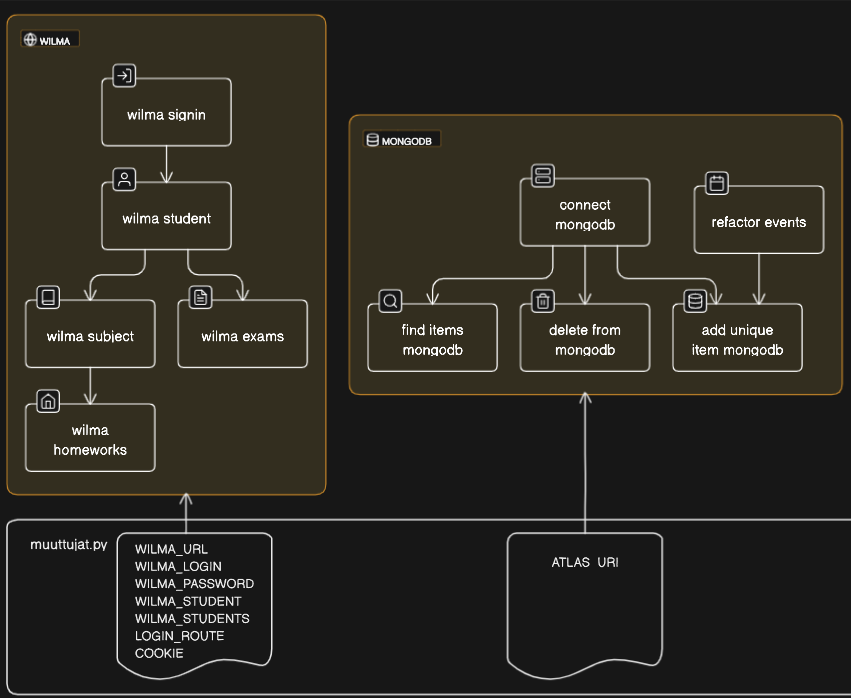 WILMA
wilma signin
wilma student
wilma subject
wilma exams
wilma
homeworks
MONGODB
connect
mongodb
refactor events
find items
mongodb
delete from
mongodb
add unique
item mongodb
muuttujat.py
WILMA_URL
WILMA_LOGIN
WILMA_PASSWORD
WILMA_STUDENT
WILMA_STUDENTS
LOGIN_ROUTE
COOKIE
ATLAS URI